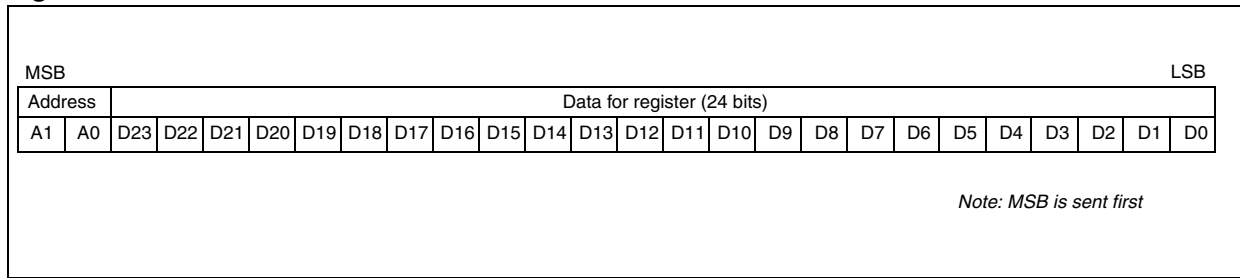 MSB LSB
Address Data for register (24 bits)
A1 A0 D23 D22 D21 D20 D19 D18 D17 D16 D15 D14 D13 D12 D11 D10 D9 D8 D7 D6 D5 D4 D3 D2 D1 D0
Note: MSB is sent first